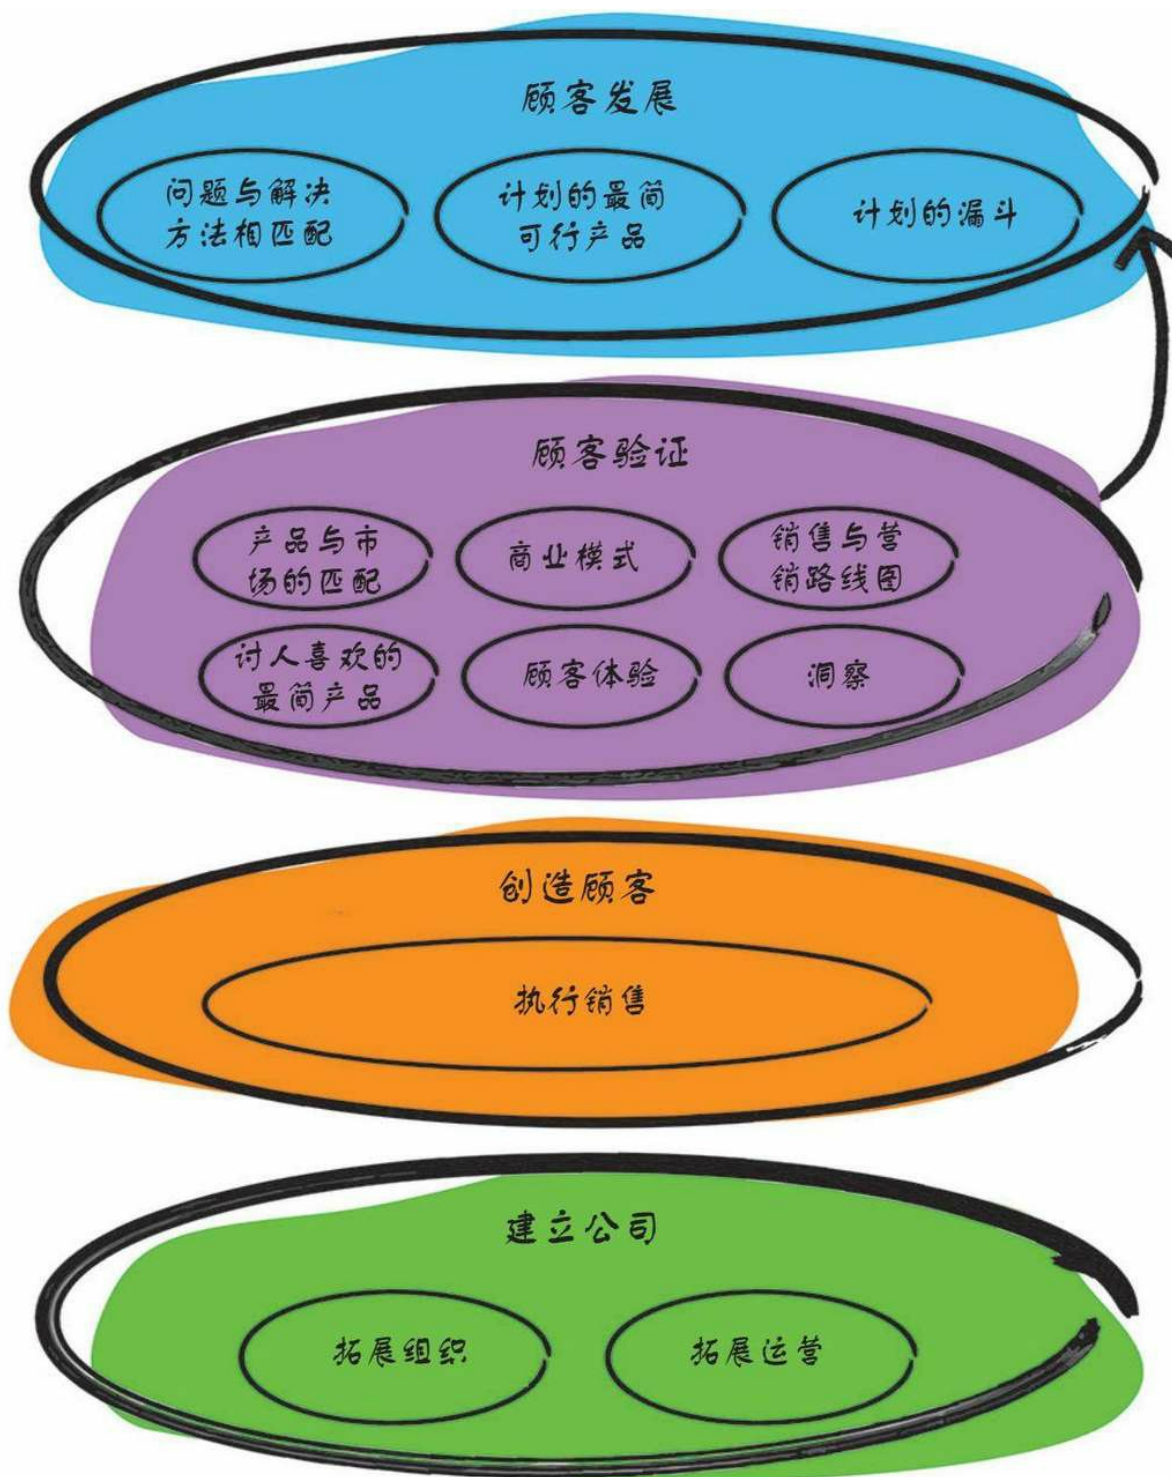 顾客发展
问题与解决
方法相匹配
计划的最简
可行产品
计划的漏斗
顾客验证
产品与市
场的匹配
商业模式
销售与营
销路线图
讨人喜欢的
最简产品
顾客体验
洞察
创造顾客
执行销售
建立公司
拓展组织
拓展运营